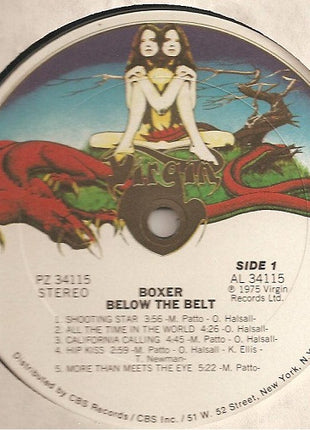 Virgin
PZ 34115
STEREO
BOXER
BELOW THE BELT
SIDE 1
AL 34115
℗ 1975 Virgin
Records Ltd.
1. SHOOTING STAR 3:56 -M. Patto - O. Halsall-
2. ALL THE TIME IN THE WORLD 4:26 -O. Halsall-
3. CALIFORNIA CALLING 4:45 -M. Patto - O. Halsall-
4. HIP KISS 2:59 -M. Patto - O. Halsall - K. Ellis -
T. Newman-
5. MORE THAN MEETS THE EYE 5:22 -M. Patto-
Distributed by CBS Records / CBS Inc. / 51 W. 52 Street, New York, N.Y.